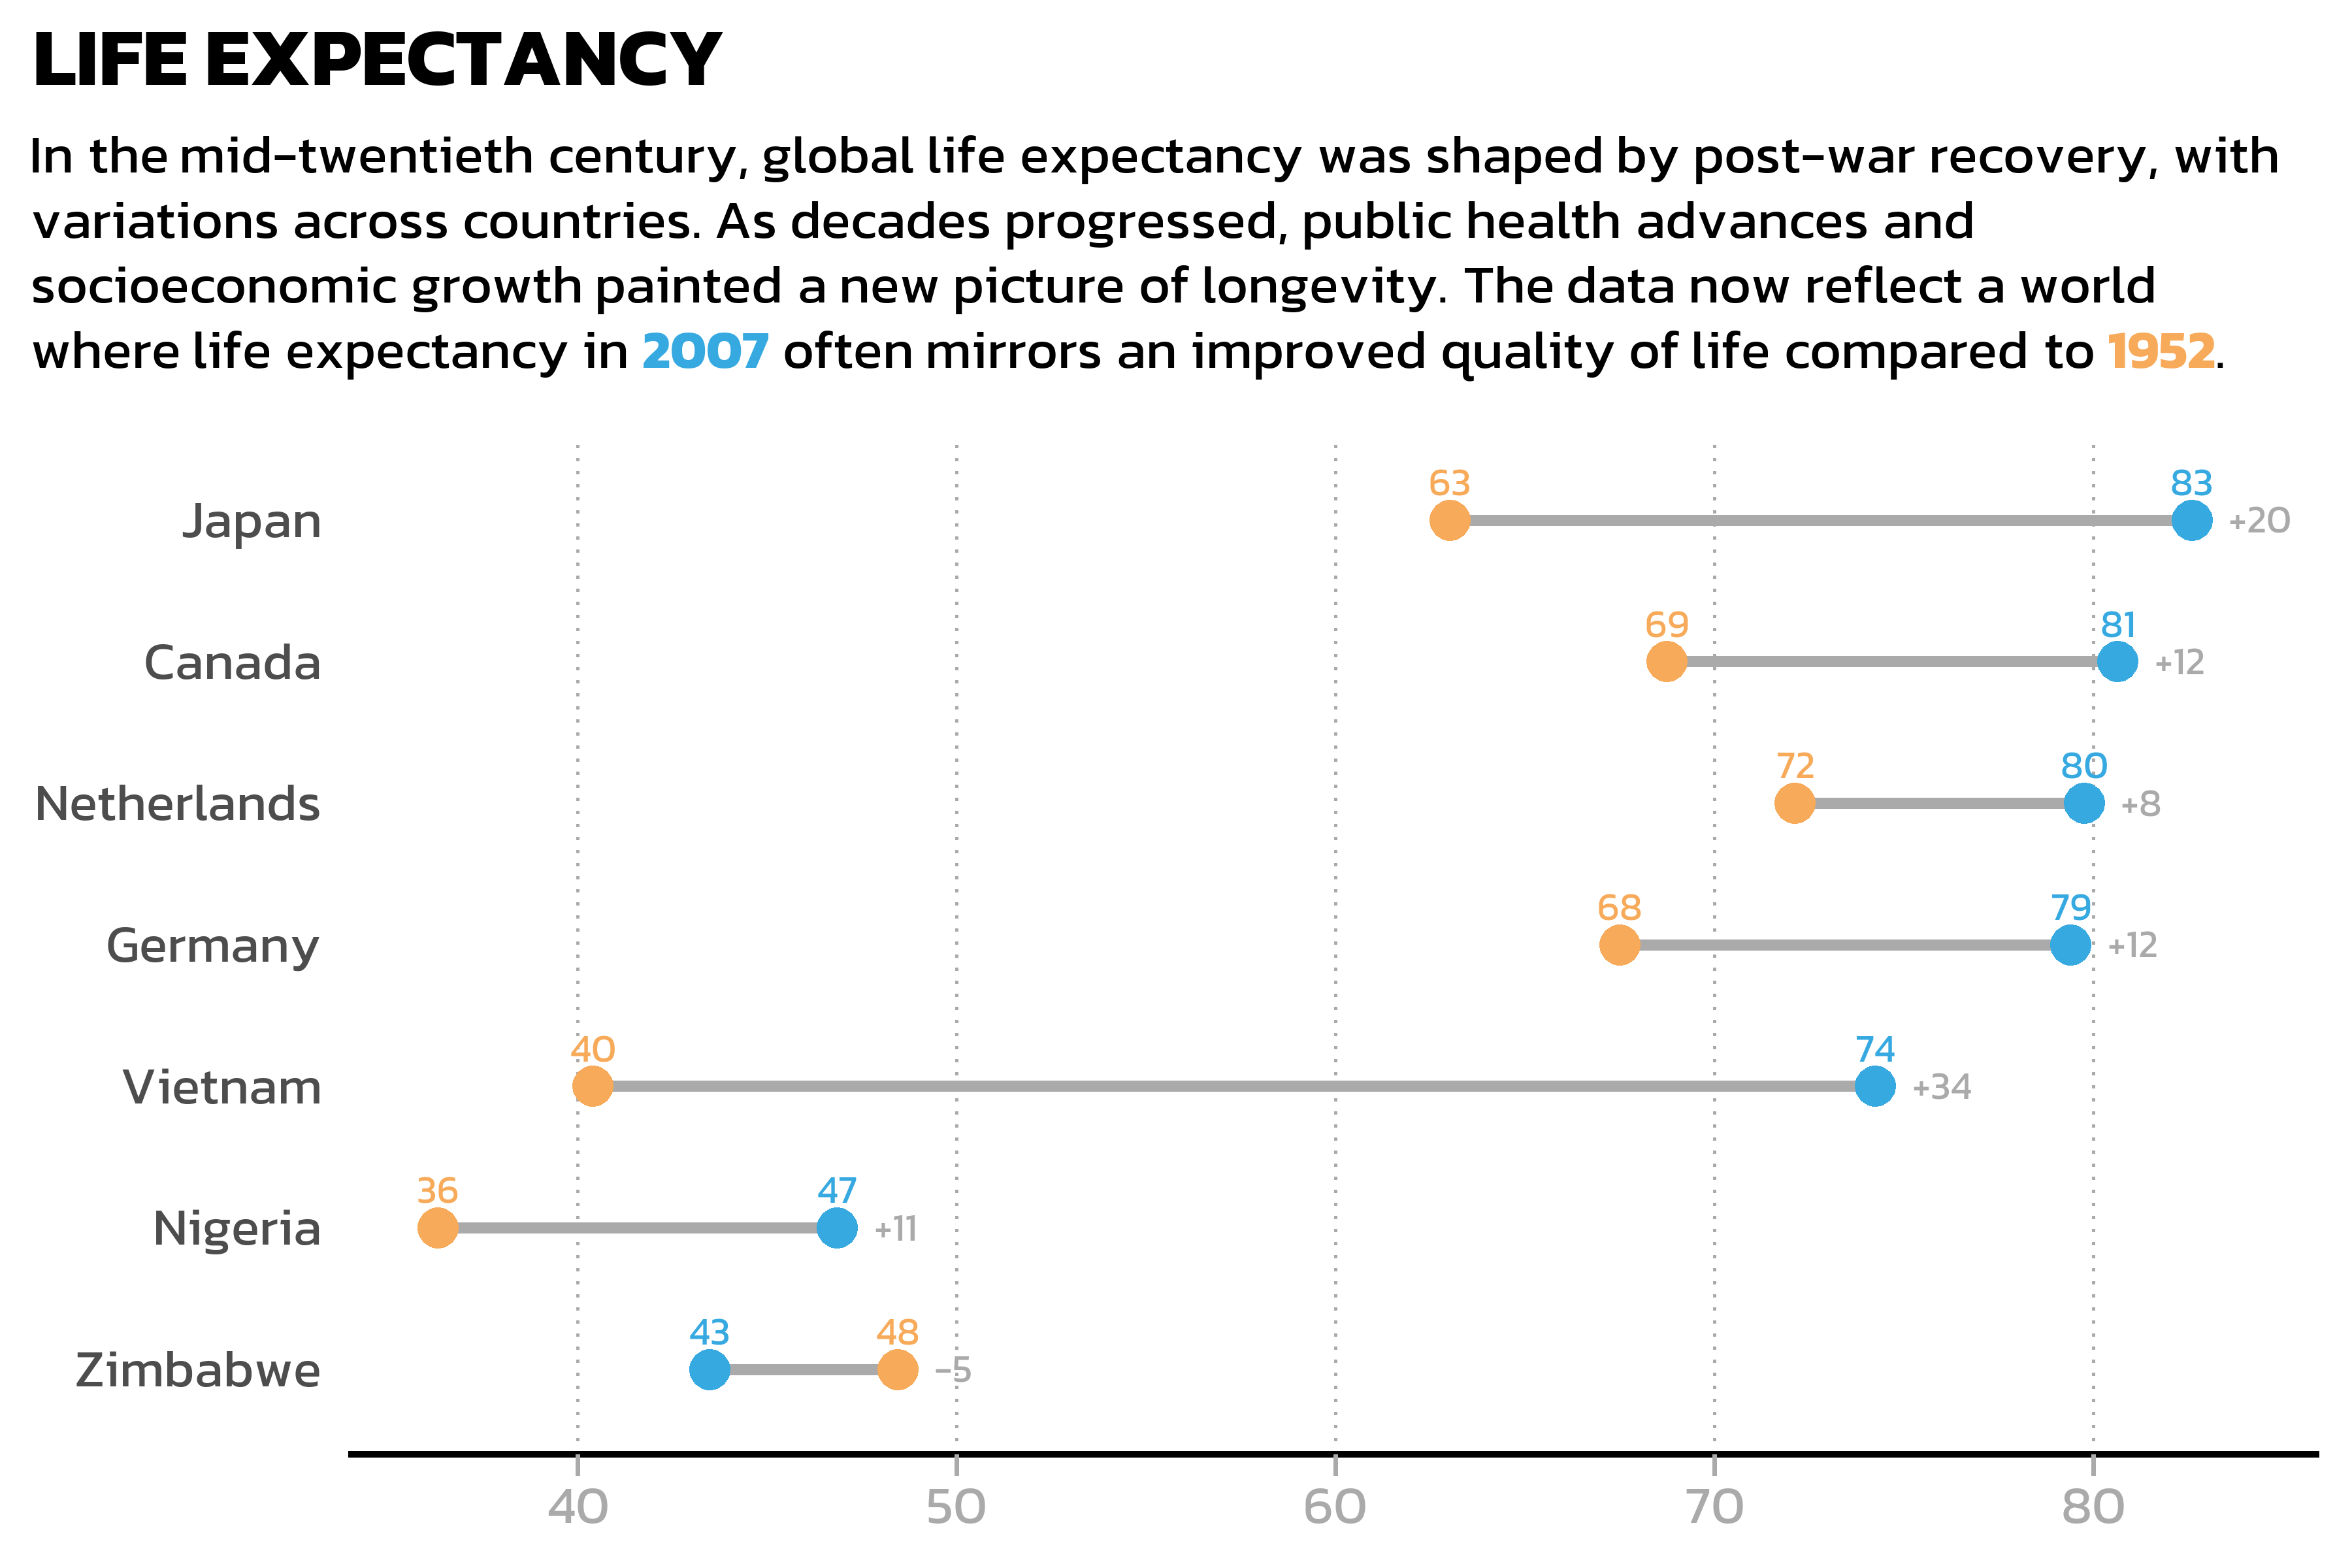 LIFE EXPECTANCY
In the mid-twentieth century, global life expectancy was shaped by post-war recovery, with
variations across countries. As decades progressed, public health advances and
socioeconomic growth painted a new picture of longevity. The data now reflect a world
where life expectancy in 2007 often mirrors an improved quality of life compared to 1952.
63 83
Japan +20
69 81
Canada +12
72 80
Netherlands +8
68 79
Germany +12
40 74
Vietnam +34
36 47
Nigeria +11
43 48
Zimbabwe -5
40 50 60 70 80